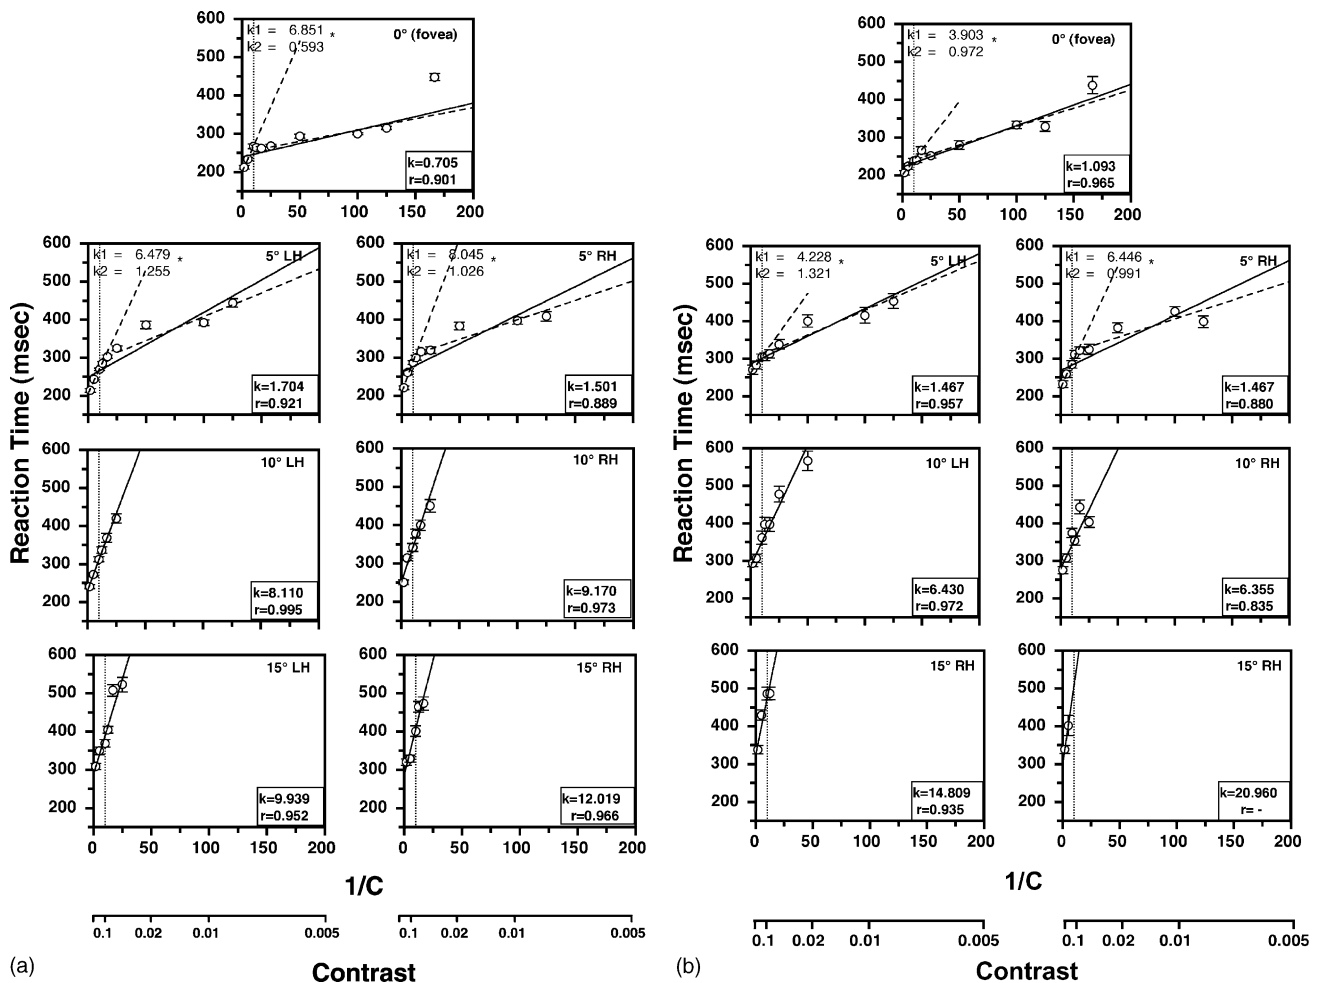 600
500
400
300
200
k1 = 6.851 *
k2 = 0.593
0° (fovea)
k=0.705
r=0.901
0 50 100 150 200
600
500
400
300
200
k1 = 6.479 *
k2 = 1.255
5° LH
k=1.704
r=0.921
600
500
400
300
200
k1 = 8.045 *
k2 = 1.026
5° RH
k=1.501
r=0.889
600
500
400
300
200
10° LH
k=8.110
r=0.995
600
500
400
300
200
10° RH
k=9.170
r=0.973
600
500
400
300
200
15° LH
k=9.939
r=0.952
0 50 100 150 200
600
500
400
300
200
15° RH
k=12.019
r=0.966
0 50 100 150 200
Reaction Time (msec)
1/C
0.1 0.02 0.01 0.005
0.1 0.02 0.01 0.005
(a)
Contrast
600
500
400
300
200
k1 = 3.903 *
k2 = 0.972
0° (fovea)
k=1.093
r=0.965
0 50 100 150 200
600
500
400
300
200
k1 = 4.228 *
k2 = 1.321
5° LH
k=1.467
r=0.957
600
500
400
300
200
k1 = 6.446 *
k2 = 0.991
5° RH
k=1.467
r=0.880
600
500
400
300
200
10° LH
k=6.430
r=0.972
600
500
400
300
200
10° RH
k=6.355
r=0.835
600
500
400
300
200
15° RH
k=14.809
r=0.935
0 50 100 150 200
600
500
400
300
200
15° RH
k=20.960
r= -
0 50 100 150 200
Reaction Time (msec)
1/C
0.1 0.02 0.01 0.005
0.1 0.02 0.01 0.005
(b)
Contrast